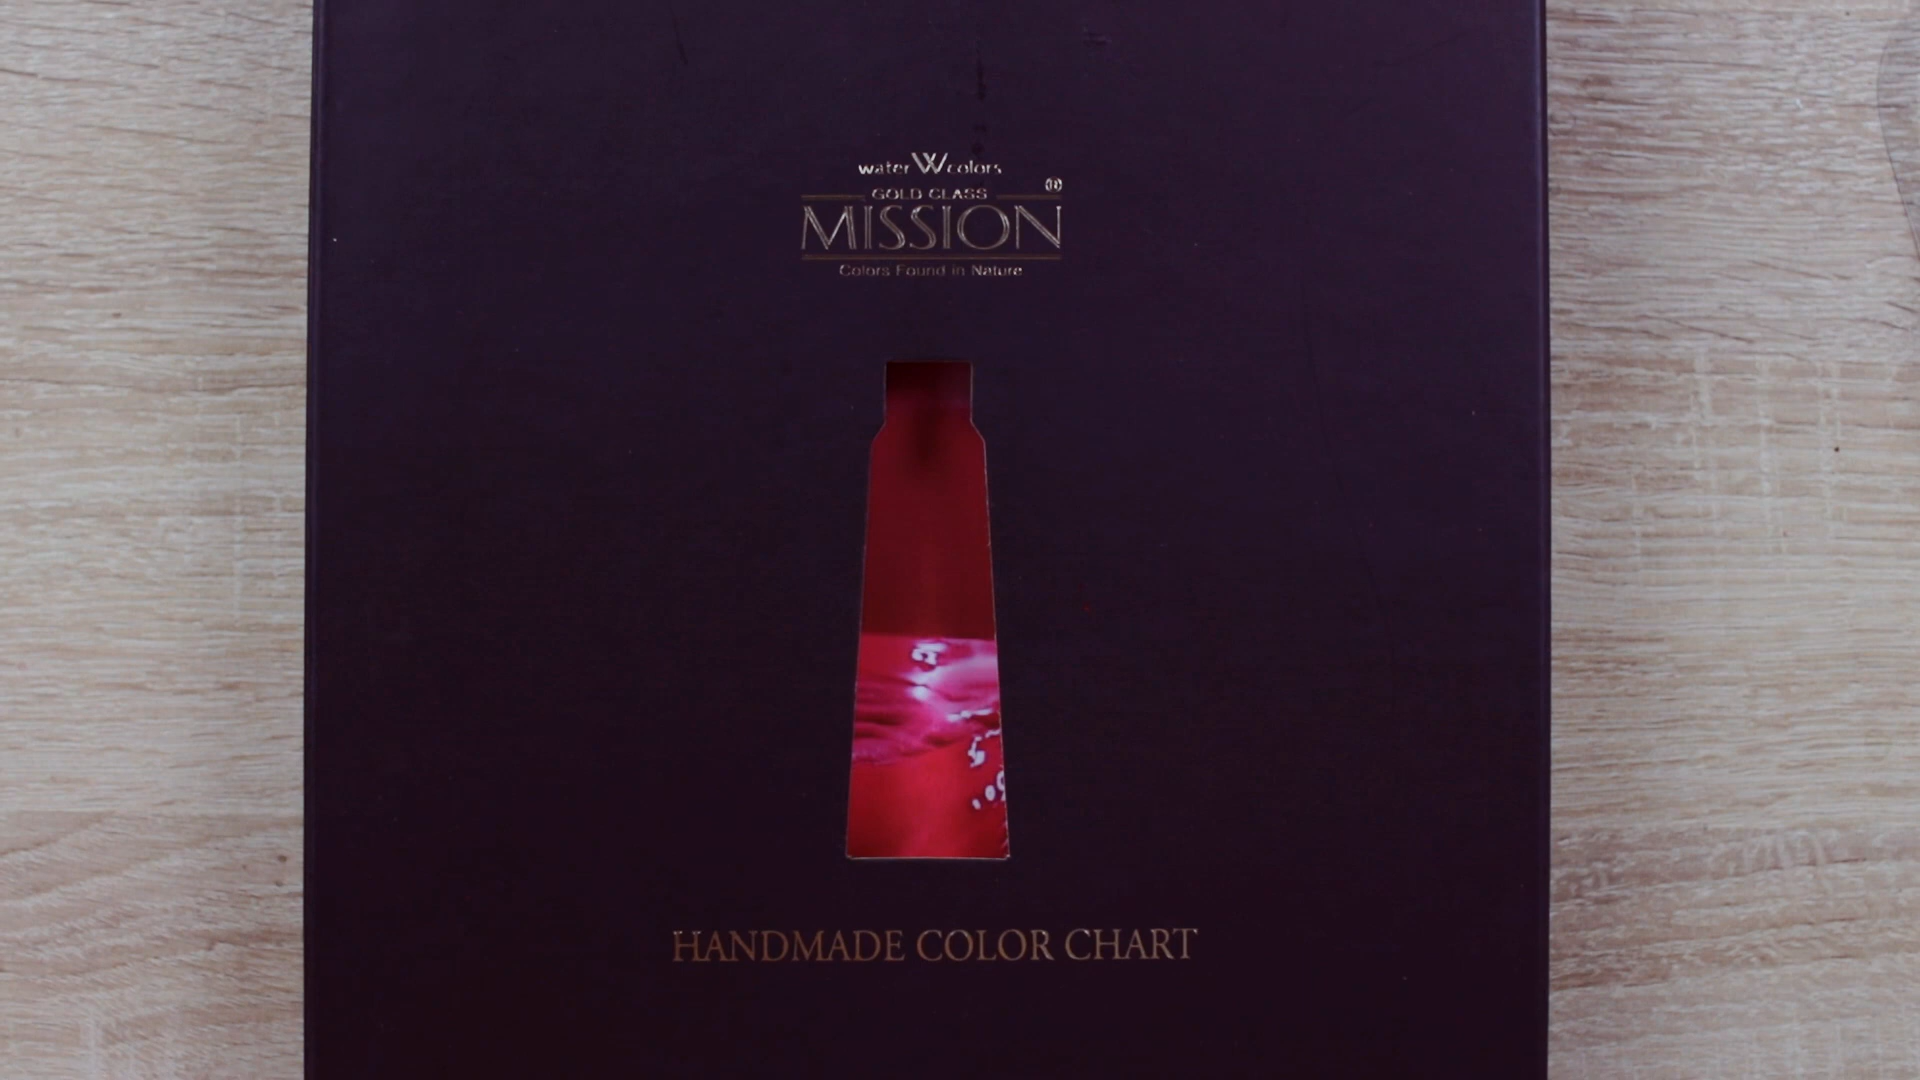 water W colors
GOLD CLASS ®
MISSION
Colors Found in Nature
HANDMADE COLOR CHART